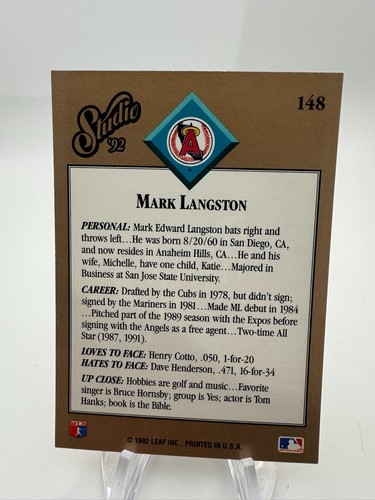 148
Studio
'92
A
MARK LANGSTON
PERSONAL: Mark Edward Langston bats right and
throws left...He was born 8/20/60 in San Diego, CA,
and now resides in Anaheim Hills, CA...He and his
wife, Michelle, have one child, Katie...Majored in
Business at San Jose State University.
CAREER: Drafted by the Cubs in 1978, but didn't sign;
signed by the Mariners in 1981...Made ML debut in 1984
...Pitched part of the 1989 season with the Expos before
signing with the Angels as a free agent...Two-time All
Star (1987, 1991).
LOVES TO FACE: Henry Cotto, .050, 1-for-20
HATES TO FACE: Dave Henderson, .471, 16-for-34
UP CLOSE: Hobbies are golf and music...Favorite
singer is Bruce Hornsby; group is Yes; actor is Tom
Hanks; book is the Bible.
© 1992 LEAF INC., PRINTED IN U.S.A.